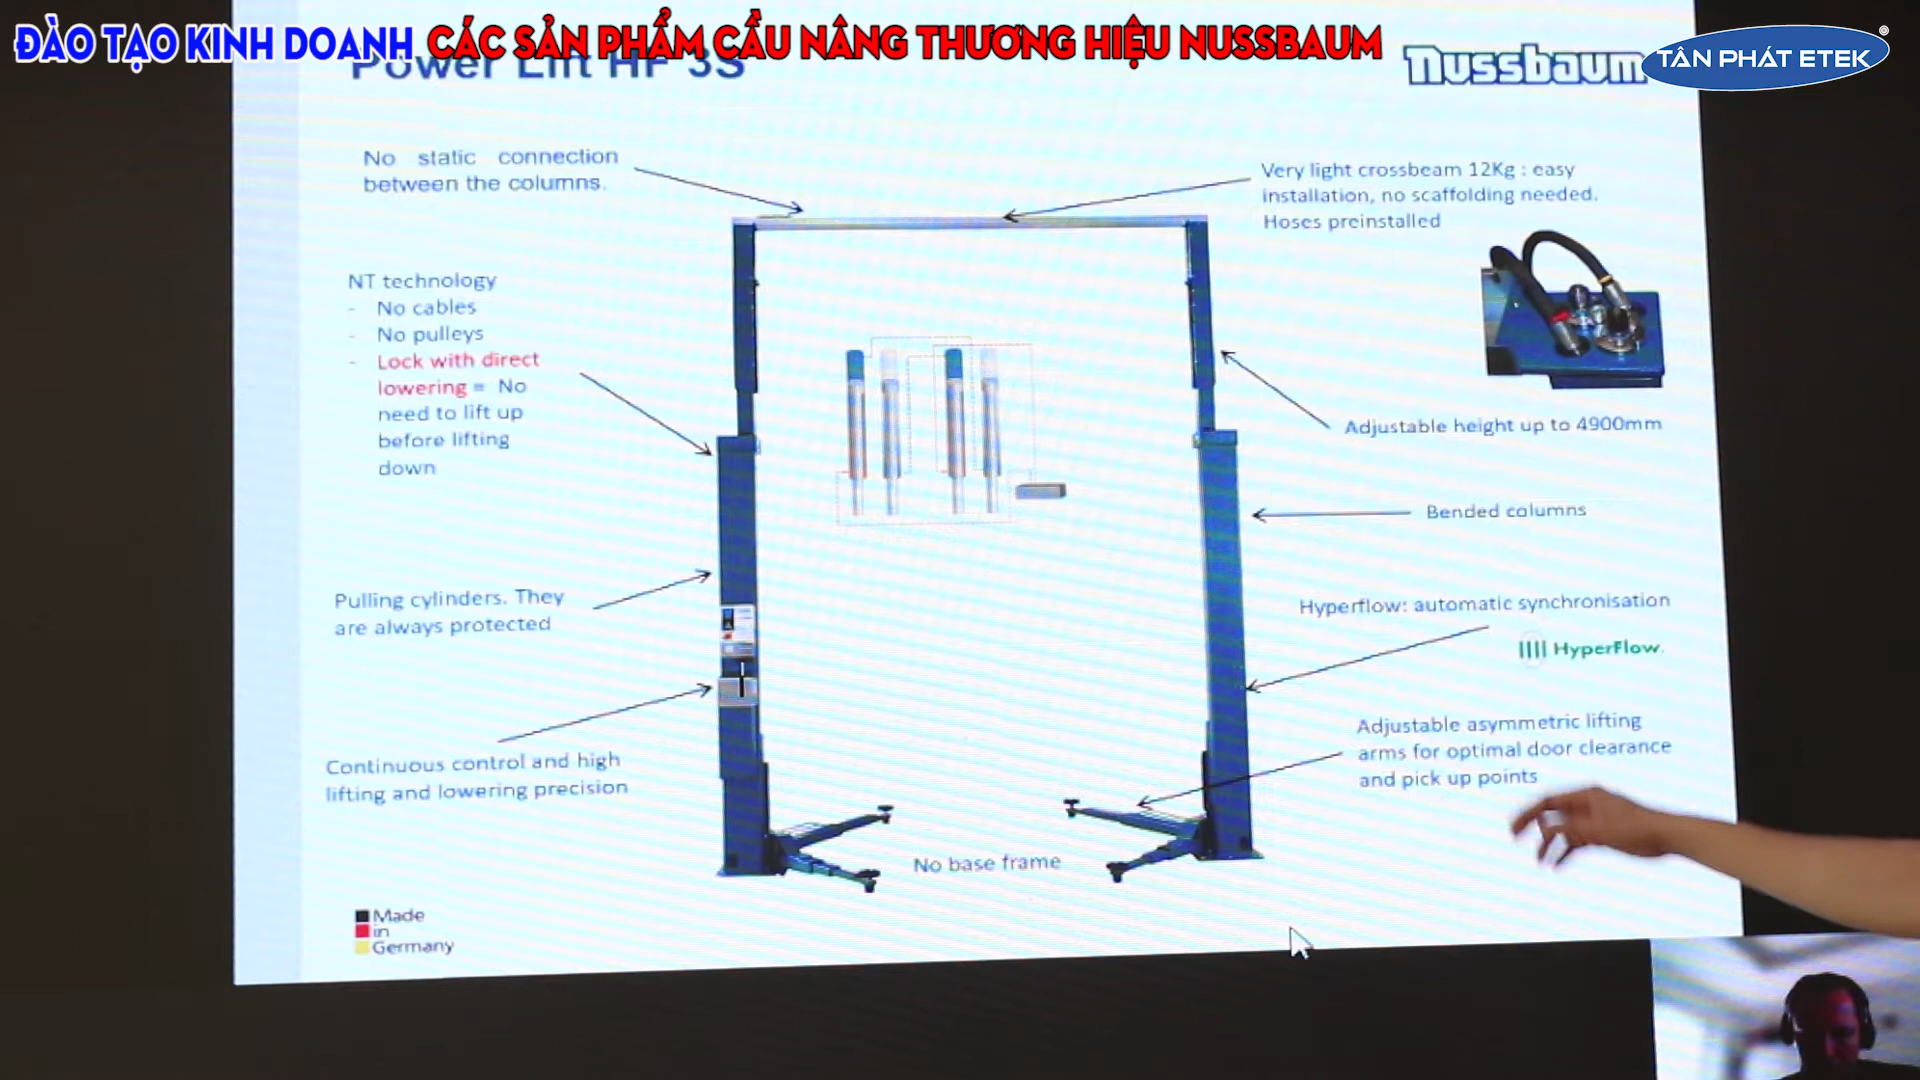 ĐÀO TẠO KINH DOANH CÁC SẢN PHẨM CẦU NÂNG THƯƠNG HIỆU NUSSBAUM
Power Lift HF 3S
Nussbaum
TÂN PHÁT ETEK
No static connection
between the columns.
Very light crossbeam 12Kg : easy
installation, no scaffolding needed.
Hoses preinstalled
NT technology
- No cables
- No pulleys
- Lock with direct
lowering = No
need to lift up
before lifting
down
Adjustable height up to 4900mm
Bended columns
Pulling cylinders. They
are always protected
Hyperflow: automatic synchronisation
HyperFlow.
Continuous control and high
lifting and lowering precision
Adjustable asymmetric lifting
arms for optimal door clearance
and pick up points
No base frame
Made
in
Germany